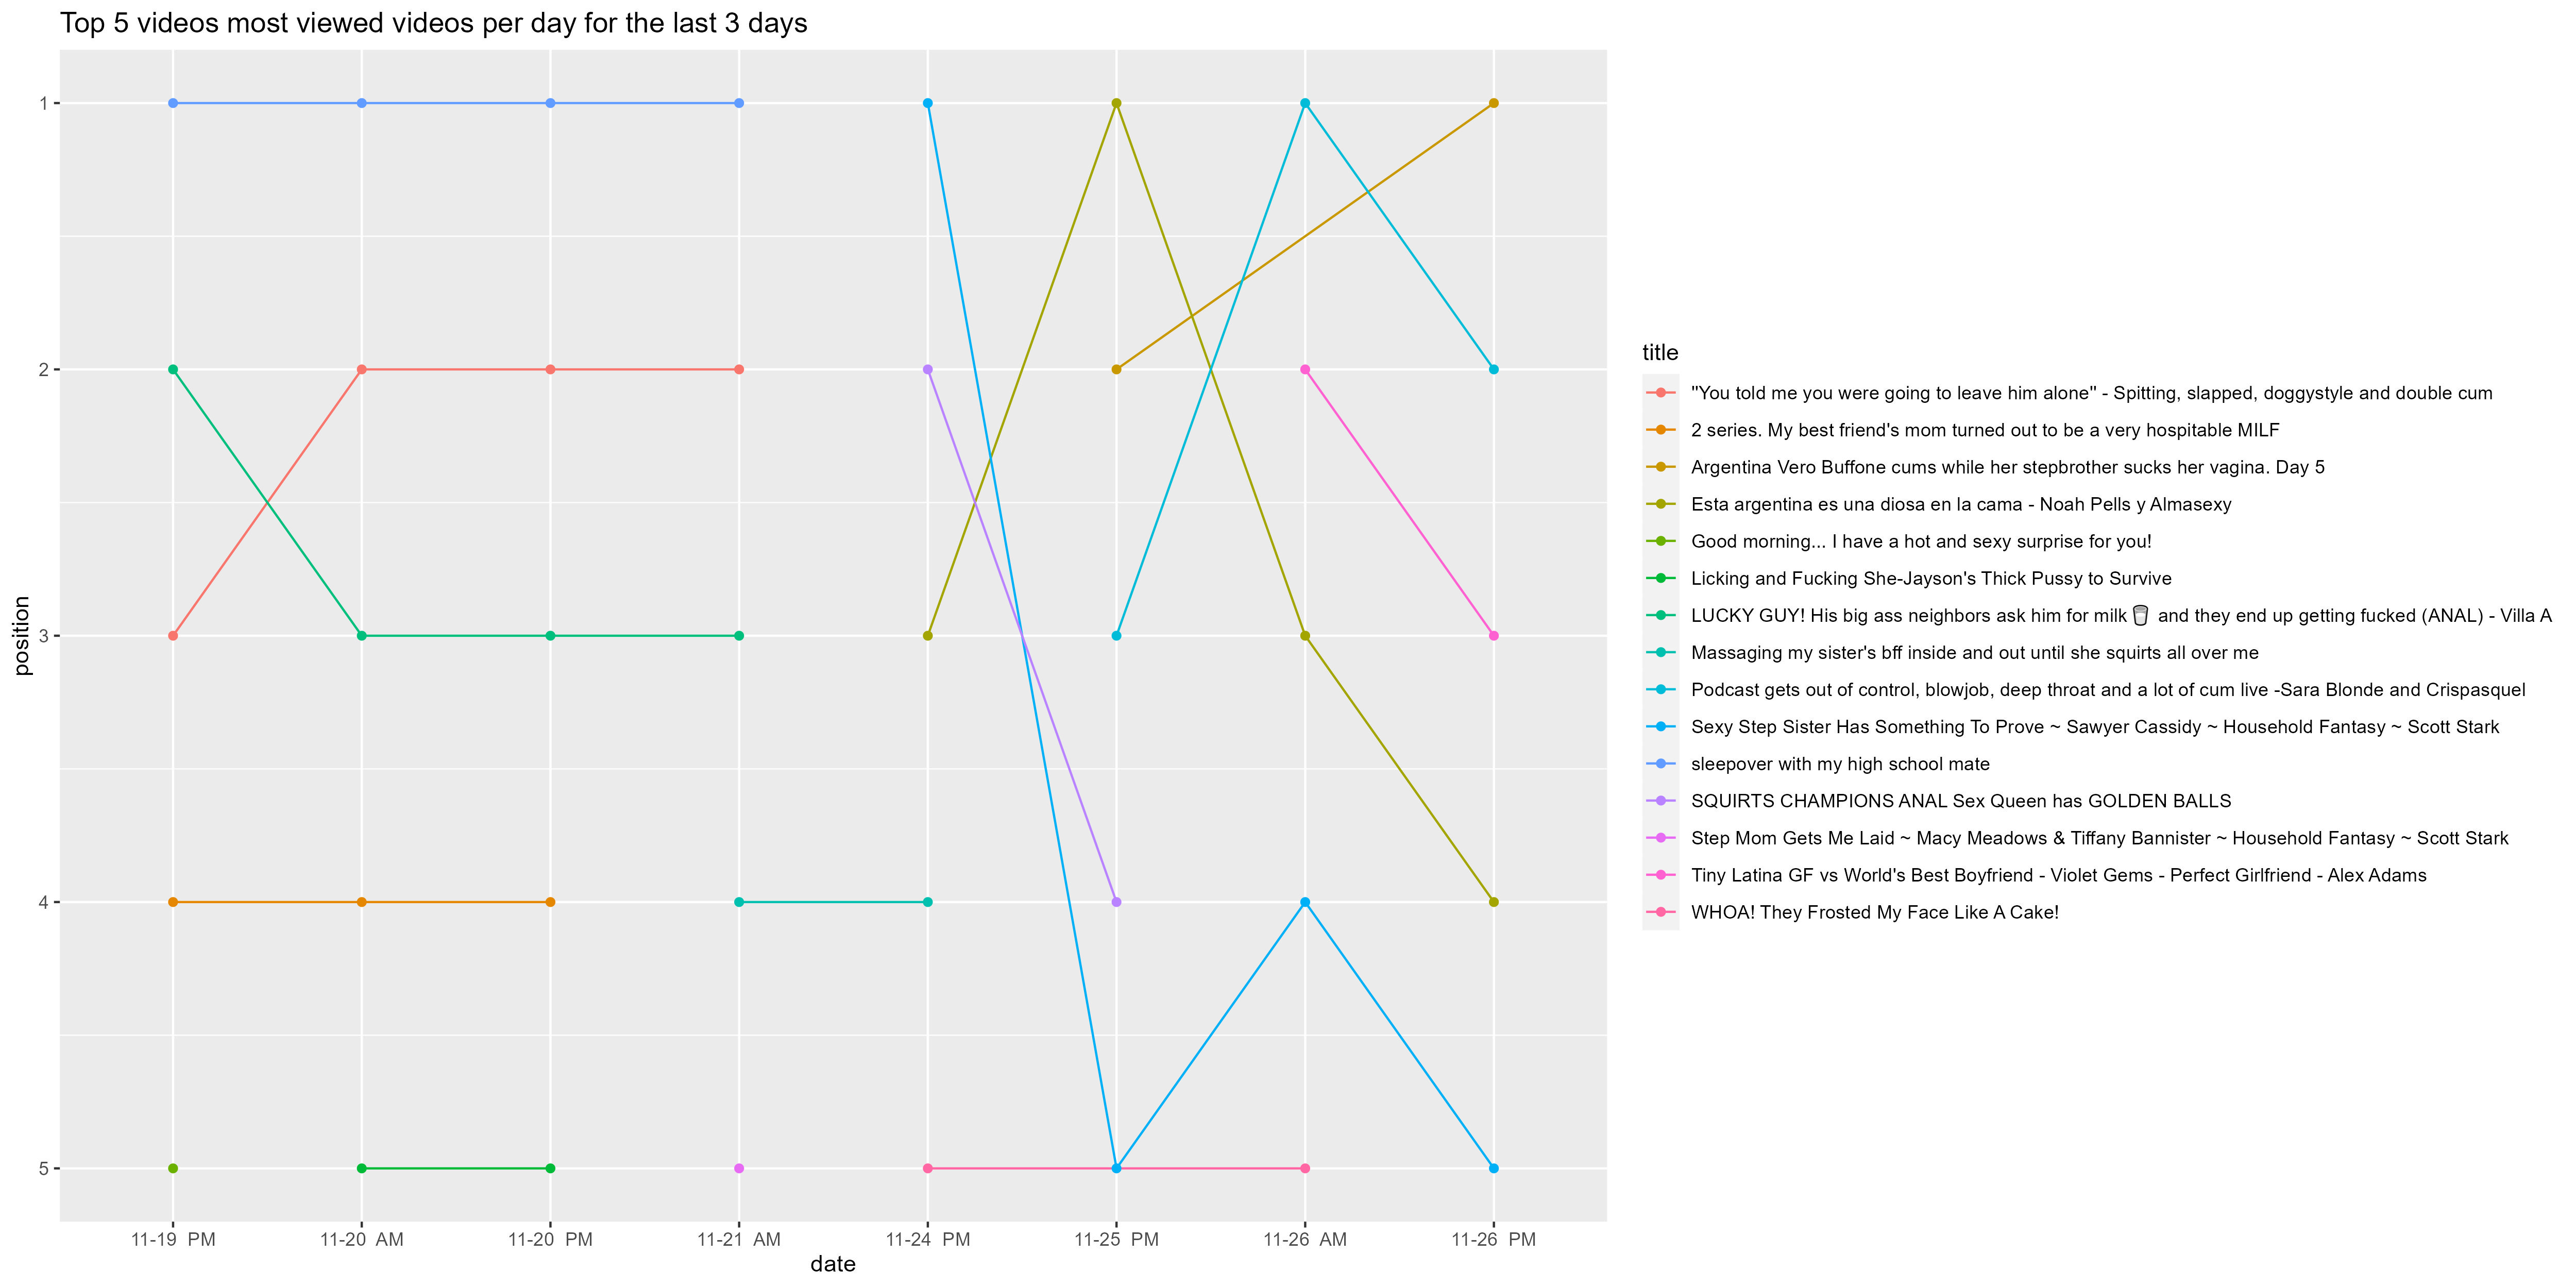 Top 5 videos most viewed videos per day for the last 3 days
position
1
2
3
4
5
11-19 PM
11-20 AM
11-20 PM
11-21 AM
11-24 PM
11-25 PM
11-26 AM
11-26 PM
date
title
"You told me you were going to leave him alone" - Spitting, slapped, doggystyle and double cum
2 series. My best friend's mom turned out to be a very hospitable MILF
Argentina Vero Buffone cums while her stepbrother sucks her vagina. Day 5
Esta argentina es una diosa en la cama - Noah Pells y Almasexy
Good morning... I have a hot and sexy surprise for you!
Licking and Fucking She-Jayson's Thick Pussy to Survive
LUCKY GUY! His big ass neighbors ask him for milk 🥛 and they end up getting fucked (ANAL) - Villa A
Massaging my sister's bff inside and out until she squirts all over me
Podcast gets out of control, blowjob, deep throat and a lot of cum live -Sara Blonde and Crispasquel
Sexy Step Sister Has Something To Prove ~ Sawyer Cassidy ~ Household Fantasy ~ Scott Stark
sleepover with my high school mate
SQUIRTS CHAMPIONS ANAL Sex Queen has GOLDEN BALLS
Step Mom Gets Me Laid ~ Macy Meadows & Tiffany Bannister ~ Household Fantasy ~ Scott Stark
Tiny Latina GF vs World's Best Boyfriend - Violet Gems - Perfect Girlfriend - Alex Adams
WHOA! They Frosted My Face Like A Cake!